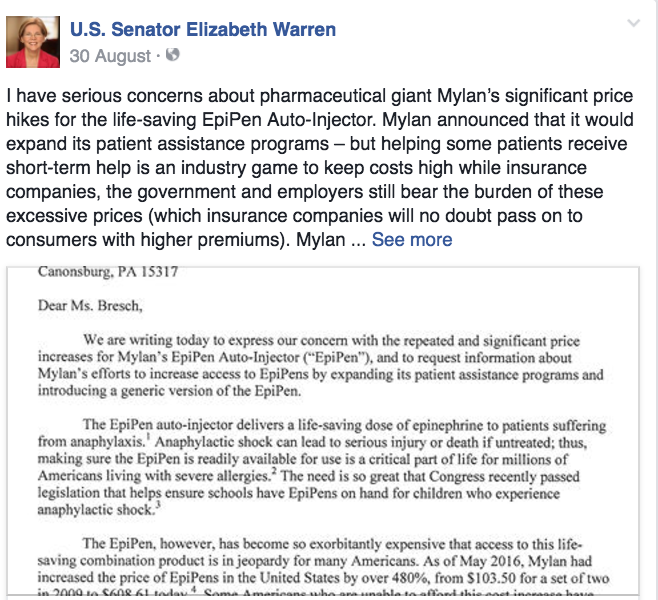 U.S. Senator Elizabeth Warren
30 August ·
I have serious concerns about pharmaceutical giant Mylan's significant price
hikes for the life-saving EpiPen Auto-Injector. Mylan announced that it would
expand its patient assistance programs – but helping some patients receive
short-term help is an industry game to keep costs high while insurance
companies, the government and employers still bear the burden of these
excessive prices (which insurance companies will no doubt pass on to
consumers with higher premiums). Mylan ... See more
Canonsburg, PA 15317
Dear Ms. Bresch,
We are writing today to express our concern with the repeated and significant price
increases for Mylan's EpiPen Auto-Injector ("EpiPen"), and to request information about
Mylan's efforts to increase access to EpiPens by expanding its patient assistance programs and
introducing a generic version of the EpiPen.
The EpiPen auto-injector delivers a life-saving dose of epinephrine to patients suffering
from anaphylaxis.¹ Anaphylactic shock can lead to serious injury or death if untreated; thus,
making sure the EpiPen is readily available for use is a critical part of life for millions of
Americans living with severe allergies.² The need is so great that Congress recently passed
legislation that helps ensure schools have EpiPens on hand for children who experience
anaphylactic shock.³
The EpiPen, however, has become so exorbitantly expensive that access to this life-
saving combination product is in jeopardy for many Americans. As of May 2016, Mylan had
increased the price of EpiPens in the United States by over 480%, from $103.50 for a set of two
in 2009 to $608.61 today.⁴ Some Americans who are unable to afford this cost increase have